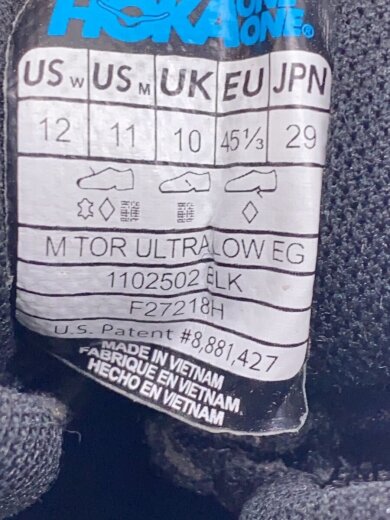 HOKA ONE ONE®
US W US M UK EU JPN
12 11 10 45⅓ 29
M TOR ULTRA LOW EG
1102502 BLK
F27218H
U.S. Patent #8,881,427
MADE IN VIETNAM
FABRIQUE EN VIETNAM
HECHO EN VIETNAM